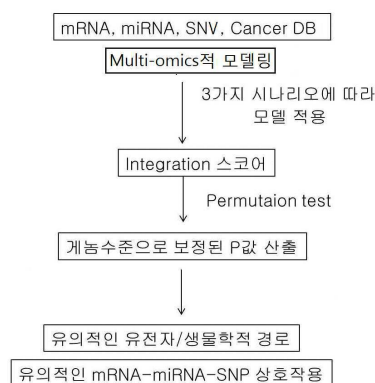 mRNA, miRNA, SNV, Cancer DB
Multi-omics적 모델링
3가지 시나리오에 따라
모델 적용
Integration 스코어
Permutaion test
게놈수준으로 보정된 P값 산출
유의적인 유전자/생물학적 경로
유의적인 mRNA-miRNA-SNP 상호작용